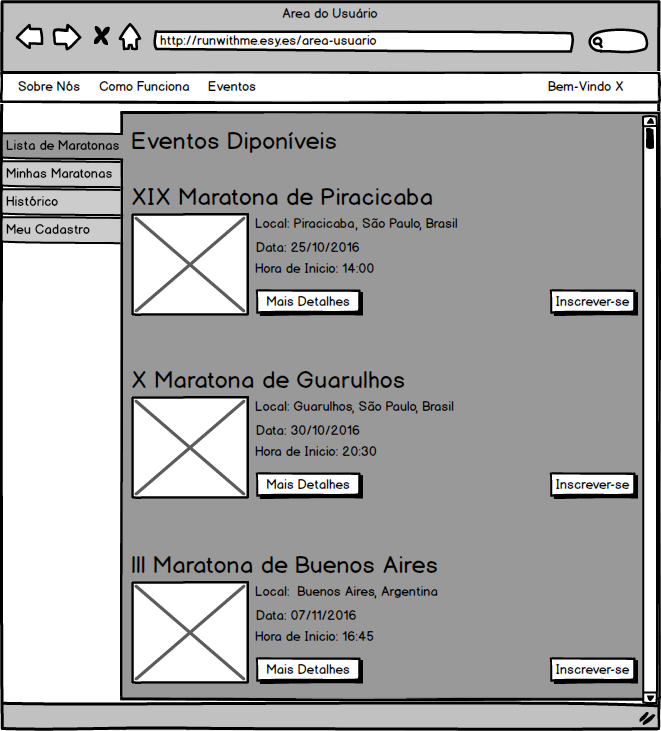 Area do Usuário
http://runwithme.esy.es/area-usuario
Sobre Nós Como Funciona Eventos Bem-Vindo X
Lista de Maratonas
Minhas Maratonas
Histórico
Meu Cadastro
Eventos Diponíveis
XIX Maratona de Piracicaba
Local: Piracicaba, São Paulo, Brasil
Data: 25/10/2016
Hora de Inicio: 14:00
Mais Detalhes Inscrever-se
X Maratona de Guarulhos
Local: Guarulhos, São Paulo, Brasil
Data: 30/10/2016
Hora de Inicio: 20:30
Mais Detalhes Inscrever-se
III Maratona de Buenos Aires
Local: Buenos Aires, Argentina
Data: 07/11/2016
Hora de Inicio: 16:45
Mais Detalhes Inscrever-se